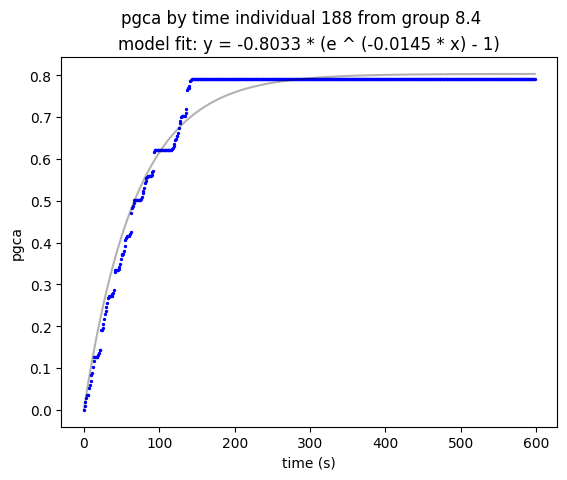 pgca by time individual 188 from group 8.4
model fit: y = -0.8033 * (e ^ (-0.0145 * x) - 1)
0.8
0.7
0.6
0.5
0.4
0.3
0.2
0.1
0.0
pgca
0 100 200 300 400 500 600
time (s)